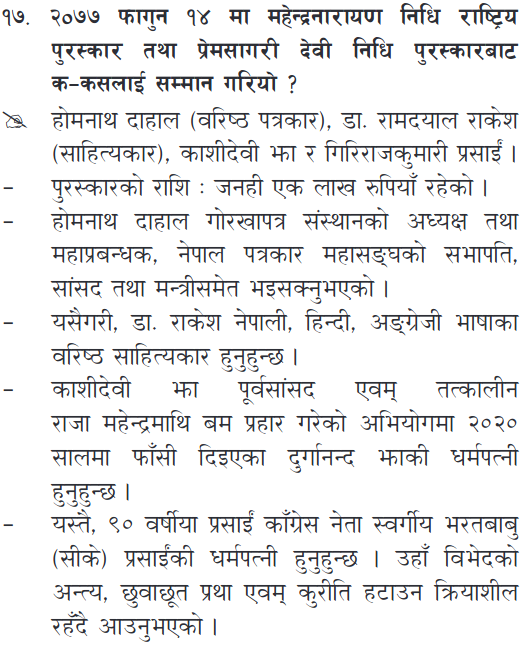 १७. २०७७ फागुन १४ मा महेन्द्रनारायण निधि राष्ट्रिय
पुरस्कार तथा प्रेमसागरी देवी निधि पुरस्कारबाट
क-कसलाई सम्मान गरियो ?
होमनाथ दाहाल (वरिष्ठ पत्रकार), डा. रामदयाल राकेश
(साहित्यकार), काशीदेवी झा र गिरिराजकुमारी प्रसाईं ।
– पुरस्कारको राशि : जनही एक लाख रुपियाँ रहेको ।
– होमनाथ दाहाल गोरखापत्र संस्थानको अध्यक्ष तथा
महाप्रबन्धक, नेपाल पत्रकार महासङ्घको सभापति,
सांसद तथा मन्त्रीसमेत भइसक्नुभएको ।
– यसैगरी, डा. राकेश नेपाली, हिन्दी, अङ्ग्रेजी भाषाका
वरिष्ठ साहित्यकार हुनुहुन्छ ।
– काशीदेवी झा पूर्वसांसद एवम् तत्कालीन
राजा महेन्द्रमाथि बम प्रहार गरेको अभियोगमा २०२०
सालमा फाँसी दिइएका दुर्गानन्द झाकी धर्मपत्नी
हुनुहुन्छ ।
– यस्तै, ९० वर्षीया प्रसाईं काँग्रेस नेता स्वर्गीय भरतबाबु
(सीके) प्रसाईंकी धर्मपत्नी हुनुहुन्छ । उहाँ विभेदको
अन्त्य, छुवाछूत प्रथा एवम् कुरीति हटाउन क्रियाशील
रहँदै आउनुभएको ।